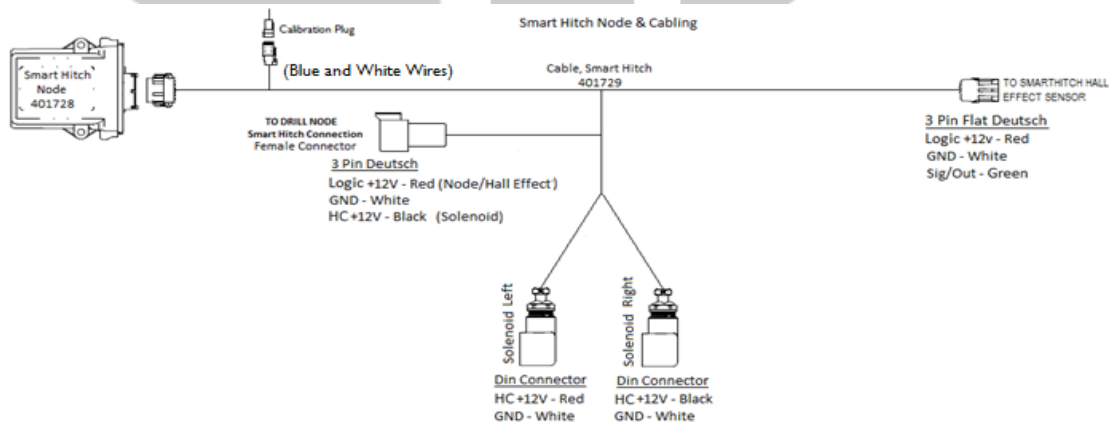 Smart Hitch Node & Cabling
Calibration Plug
(Blue and White Wires)
Smart Hitch
Node
401728
Cable, Smart Hitch
401729
TO SMARTHITCH HALL
EFFECT SENSOR
3 Pin Flat Deutsch
Logic +12v - Red
GND - White
Sig/Out - Green
TO DRILL NODE
Smart Hitch Connection
Female Connector
3 Pin Deutsch
Logic +12V - Red (Node/Hall Effect)
GND - White
HC +12V - Black (Solenoid)
Solenoid Left
Solenoid Right
Din Connector
HC +12V - Red
GND - White
Din Connector
HC +12V - Black
GND - White